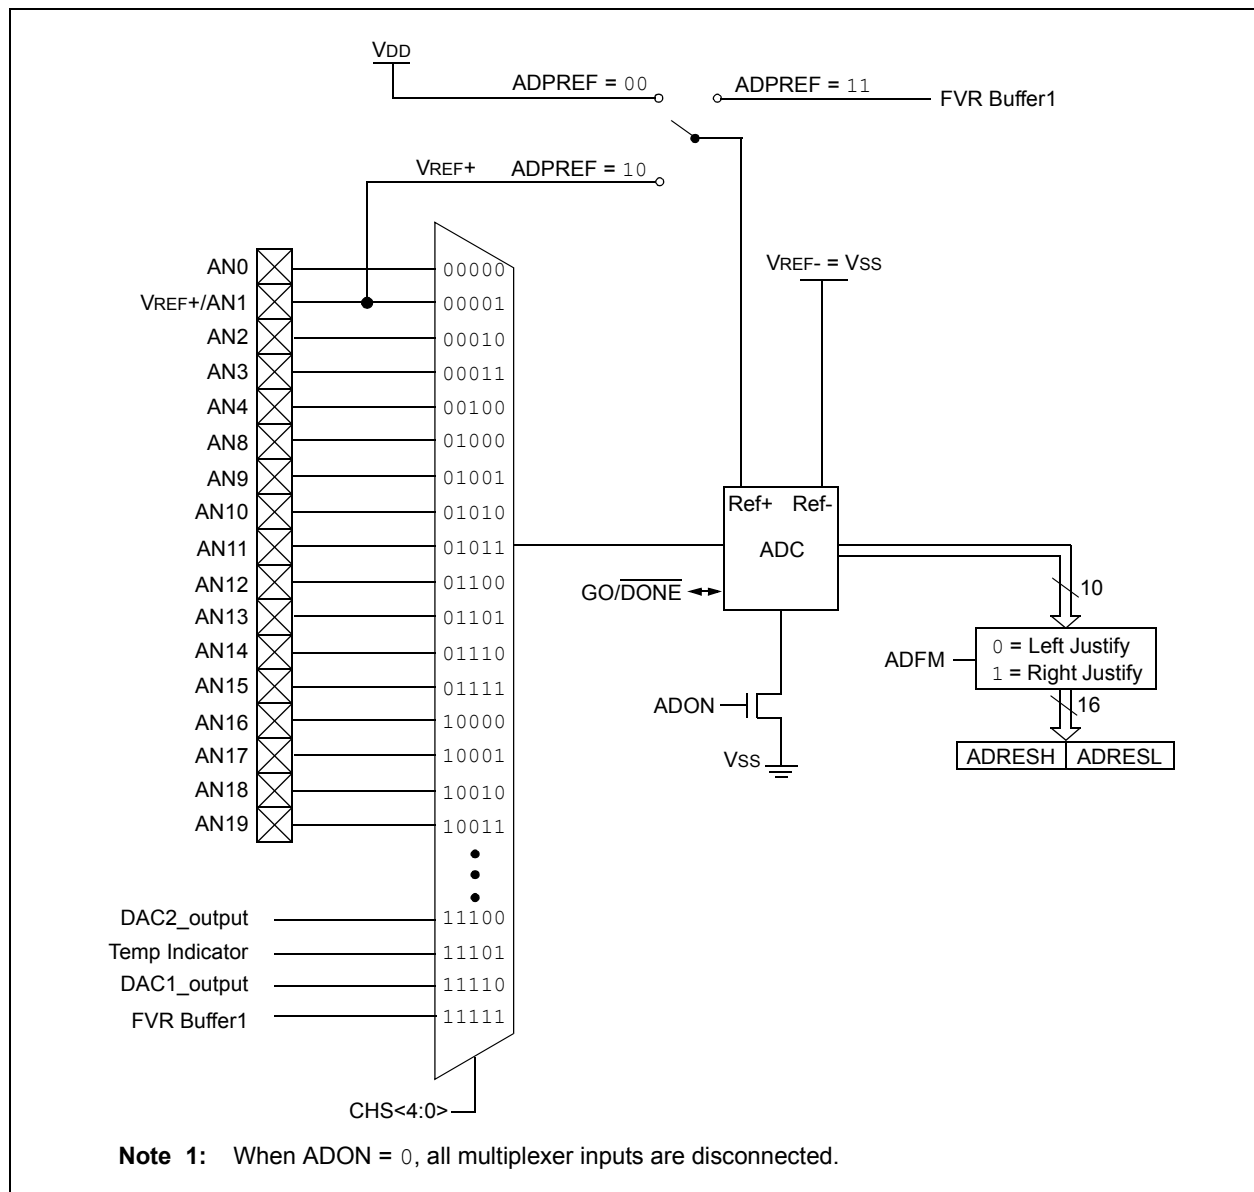 VDD
ADPREF = 00
ADPREF = 11
FVR Buffer1
VREF+ ADPREF = 10
VREF- = VSS
AN0 00000
VREF+/AN1 00001
AN2 00010
AN3 00011
AN4 00100
AN8 01000
AN9 01001
AN10 01010
AN11 01011
AN12 01100
AN13 01101
AN14 01110
AN15 01111
AN16 10000
AN17 10001
AN18 10010
AN19 10011
DAC2_output 11100
Temp Indicator 11101
DAC1_output 11110
FVR Buffer1 11111
CHS<4:0>
Ref+ Ref-
ADC
GO/DONE
10
ADFM
0 = Left Justify
1 = Right Justify
16
ADON
VSS
ADRESH ADRESL
Note 1: When ADON = 0, all multiplexer inputs are disconnected.